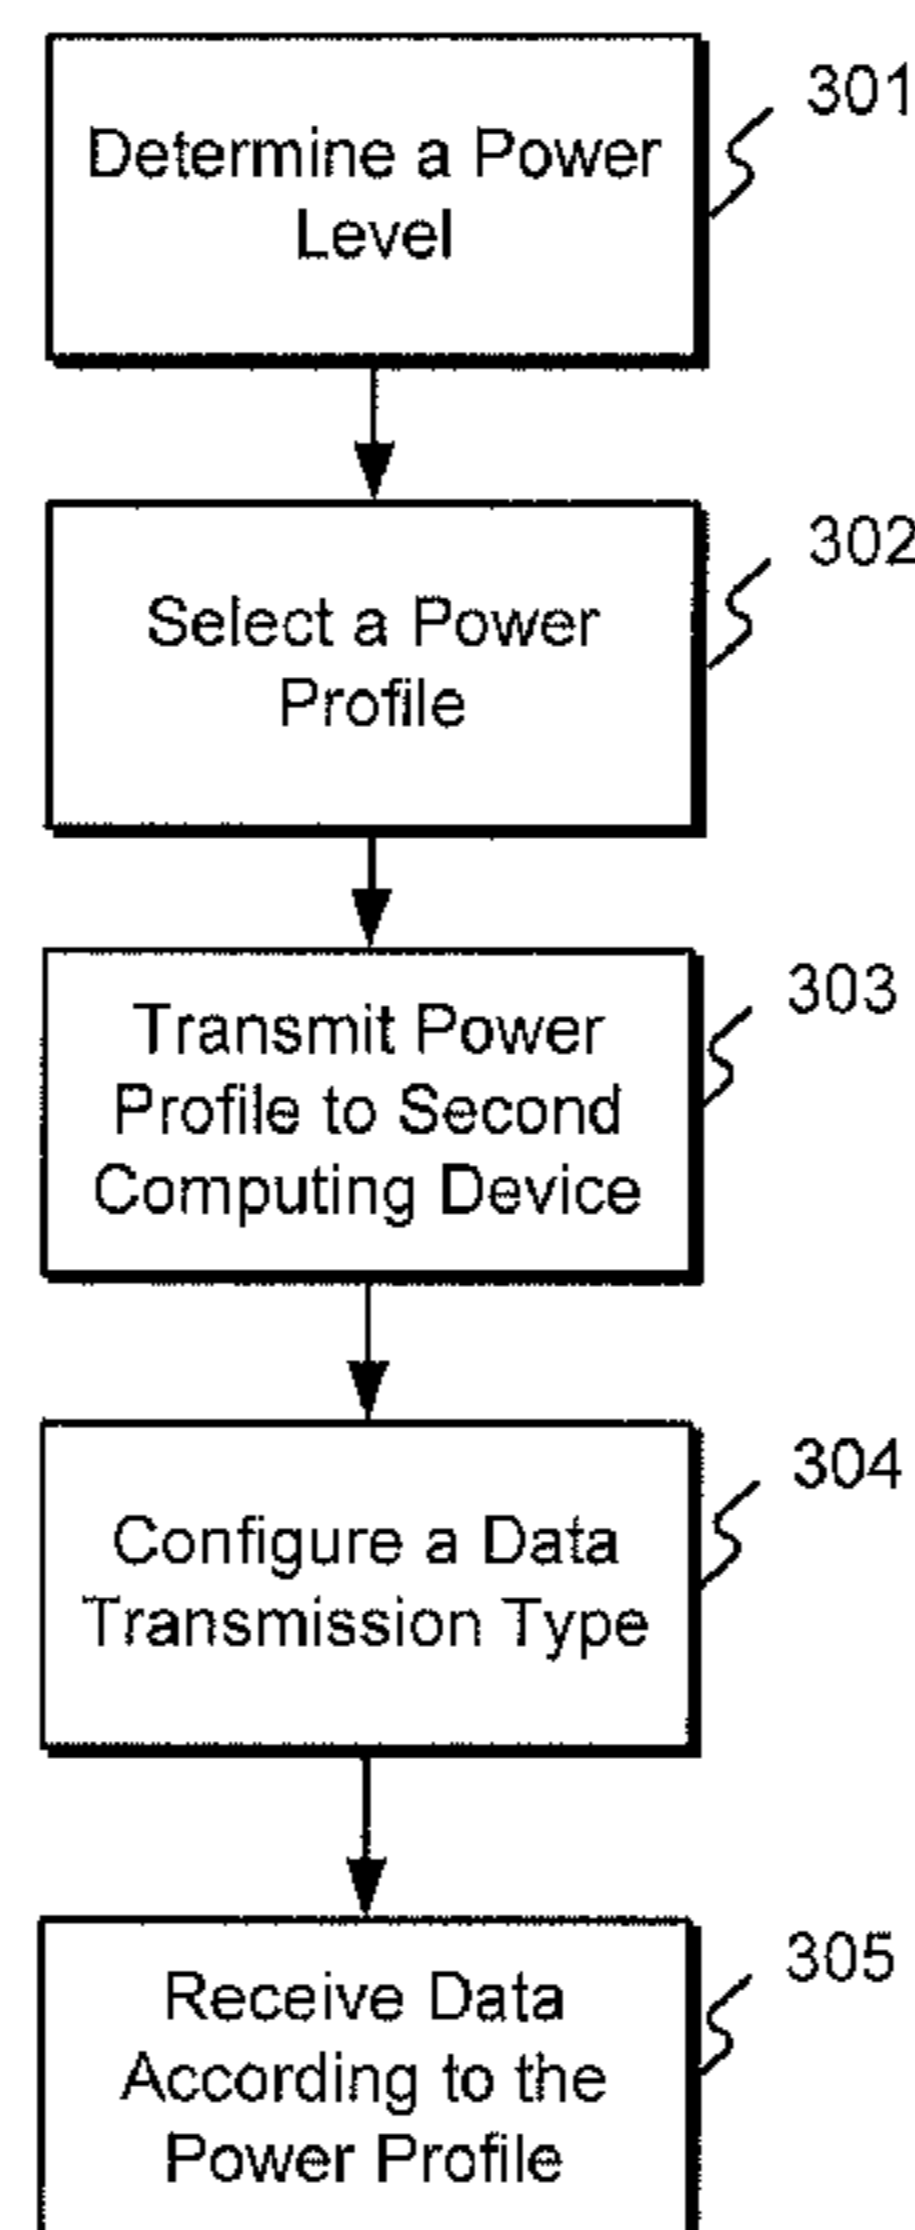 301
Determine a Power
Level
302
Select a Power
Profile
303
Transmit Power
Profile to Second
Computing Device
304
Configure a Data
Transmission Type
305
Receive Data
According to the
Power Profile